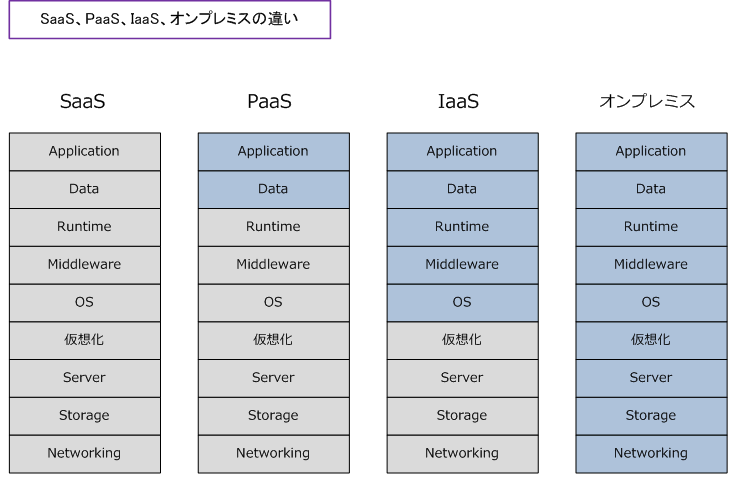 SaaS、PaaS、IaaS、オンプレミスの違い
SaaS
PaaS
IaaS
オンプレミス
Application
Application
Application
Application
Data
Data
Data
Data
Runtime
Runtime
Runtime
Runtime
Middleware
Middleware
Middleware
Middleware
OS
OS
OS
OS
仮想化
仮想化
仮想化
仮想化
Server
Server
Server
Server
Storage
Storage
Storage
Storage
Networking
Networking
Networking
Networking